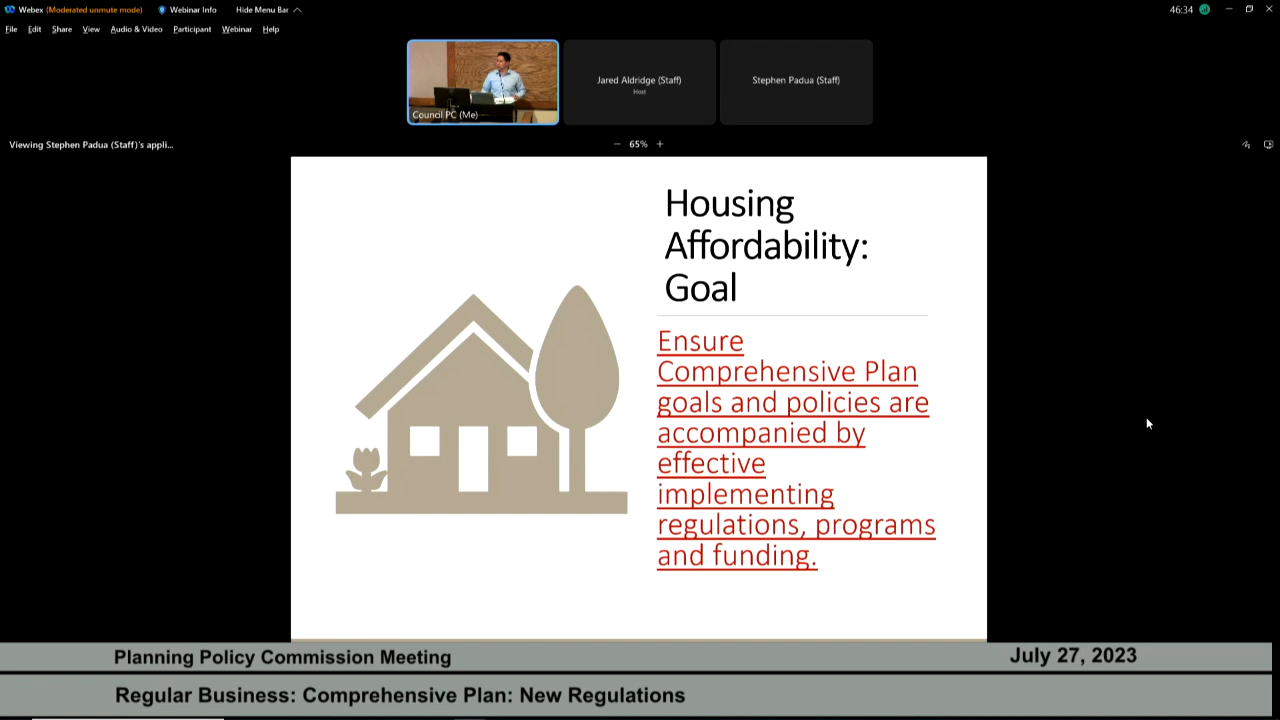 Webex (Moderated unmute mode) Webinar Info Hide Menu Bar 46:34
File Edit Share View Audio & Video Participant Webinar Help
Council PC (Me)
Jared Aldridge (Staff)
Host
Stephen Padua (Staff)
Viewing Stephen Padua (Staff)'s appli...
65%
Housing
Affordability:
Goal
Ensure
Comprehensive Plan
goals and policies are
accompanied by
effective
implementing
regulations, programs
and funding.
Planning Policy Commission Meeting July 27, 2023
Regular Business: Comprehensive Plan: New Regulations